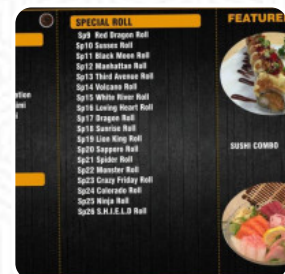 SPECIAL ROLL
Sp9 Red Dragon Roll
Sp10 Sunson Roll
Sp11 Black Moon Roll
Sp12 Manhattan Roll
Sp13 Third Avenue Roll
Sp14 Volcano Roll
Sp15 White River Roll
Sp16 Loving Heart Roll
Sp17 Dragon Roll
Sp18 Sunrise Roll
Sp19 Lion King Roll
Sp20 Sapporo Roll
Sp21 Spider Roll
Sp22 Monster Roll
Sp23 Crazy Friday Roll
Sp24 Colorado Roll
Sp25 Ninja Roll
Sp26 S.H.I.E.L.D Roll
FEATURE
SUSHI COMBO